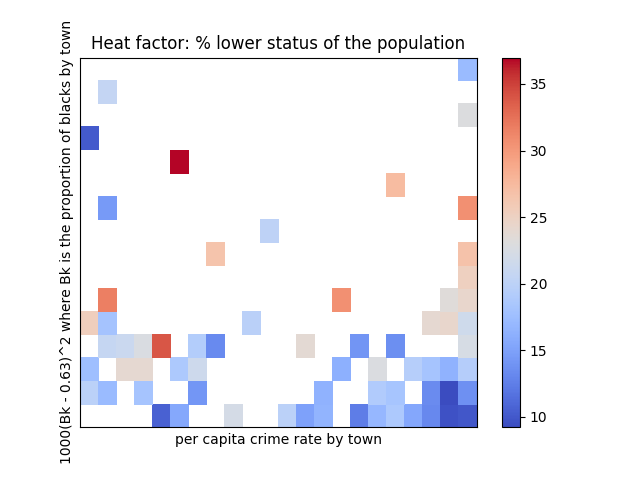 Heat factor: % lower status of the population
1000(Bk - 0.63)^2 where Bk is the proportion of blacks by town
per capita crime rate by town
35
30
25
20
15
10